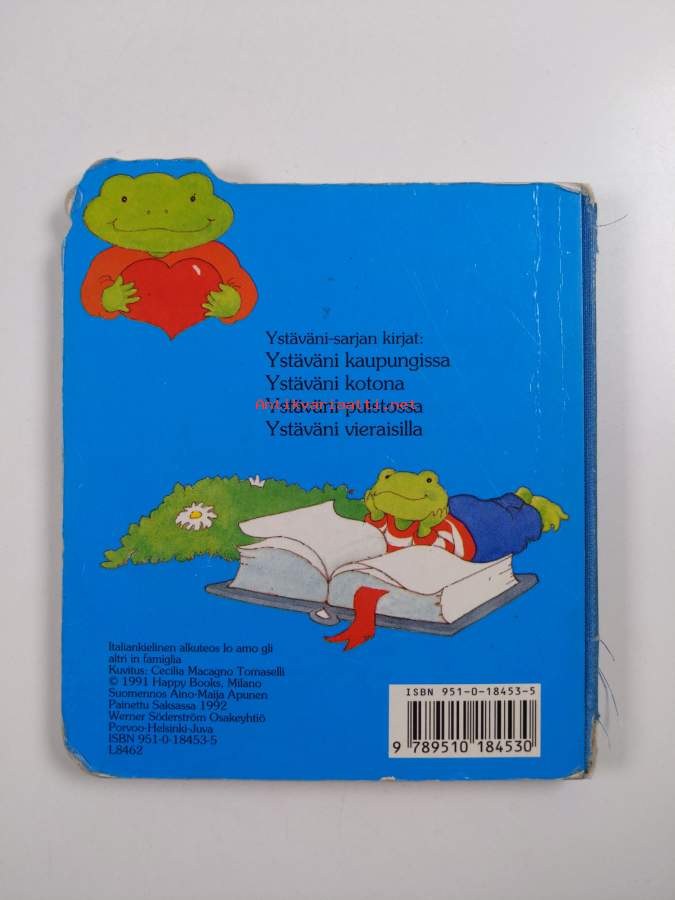 Ystäväni-sarjan kirjat:
Ystäväni kaupungissa
Ystäväni kotona
Ystäväni puistossa
Antikvariaatti.net
Ystäväni vieraisilla
Italiankielinen alkuteos Io amo gli
altri in famiglia
Kuvitus: Cecilia Macagno Tomaselli
© 1991 Happy Books, Milano
Suomennos Aino-Maija Apunen
Painettu Saksassa 1992
Werner Söderström Osakeyhtiö
Porvoo-Helsinki-Juva
ISBN 951-0-18453-5
L8462
ISBN 951-0-18453-5
9 789510 184530